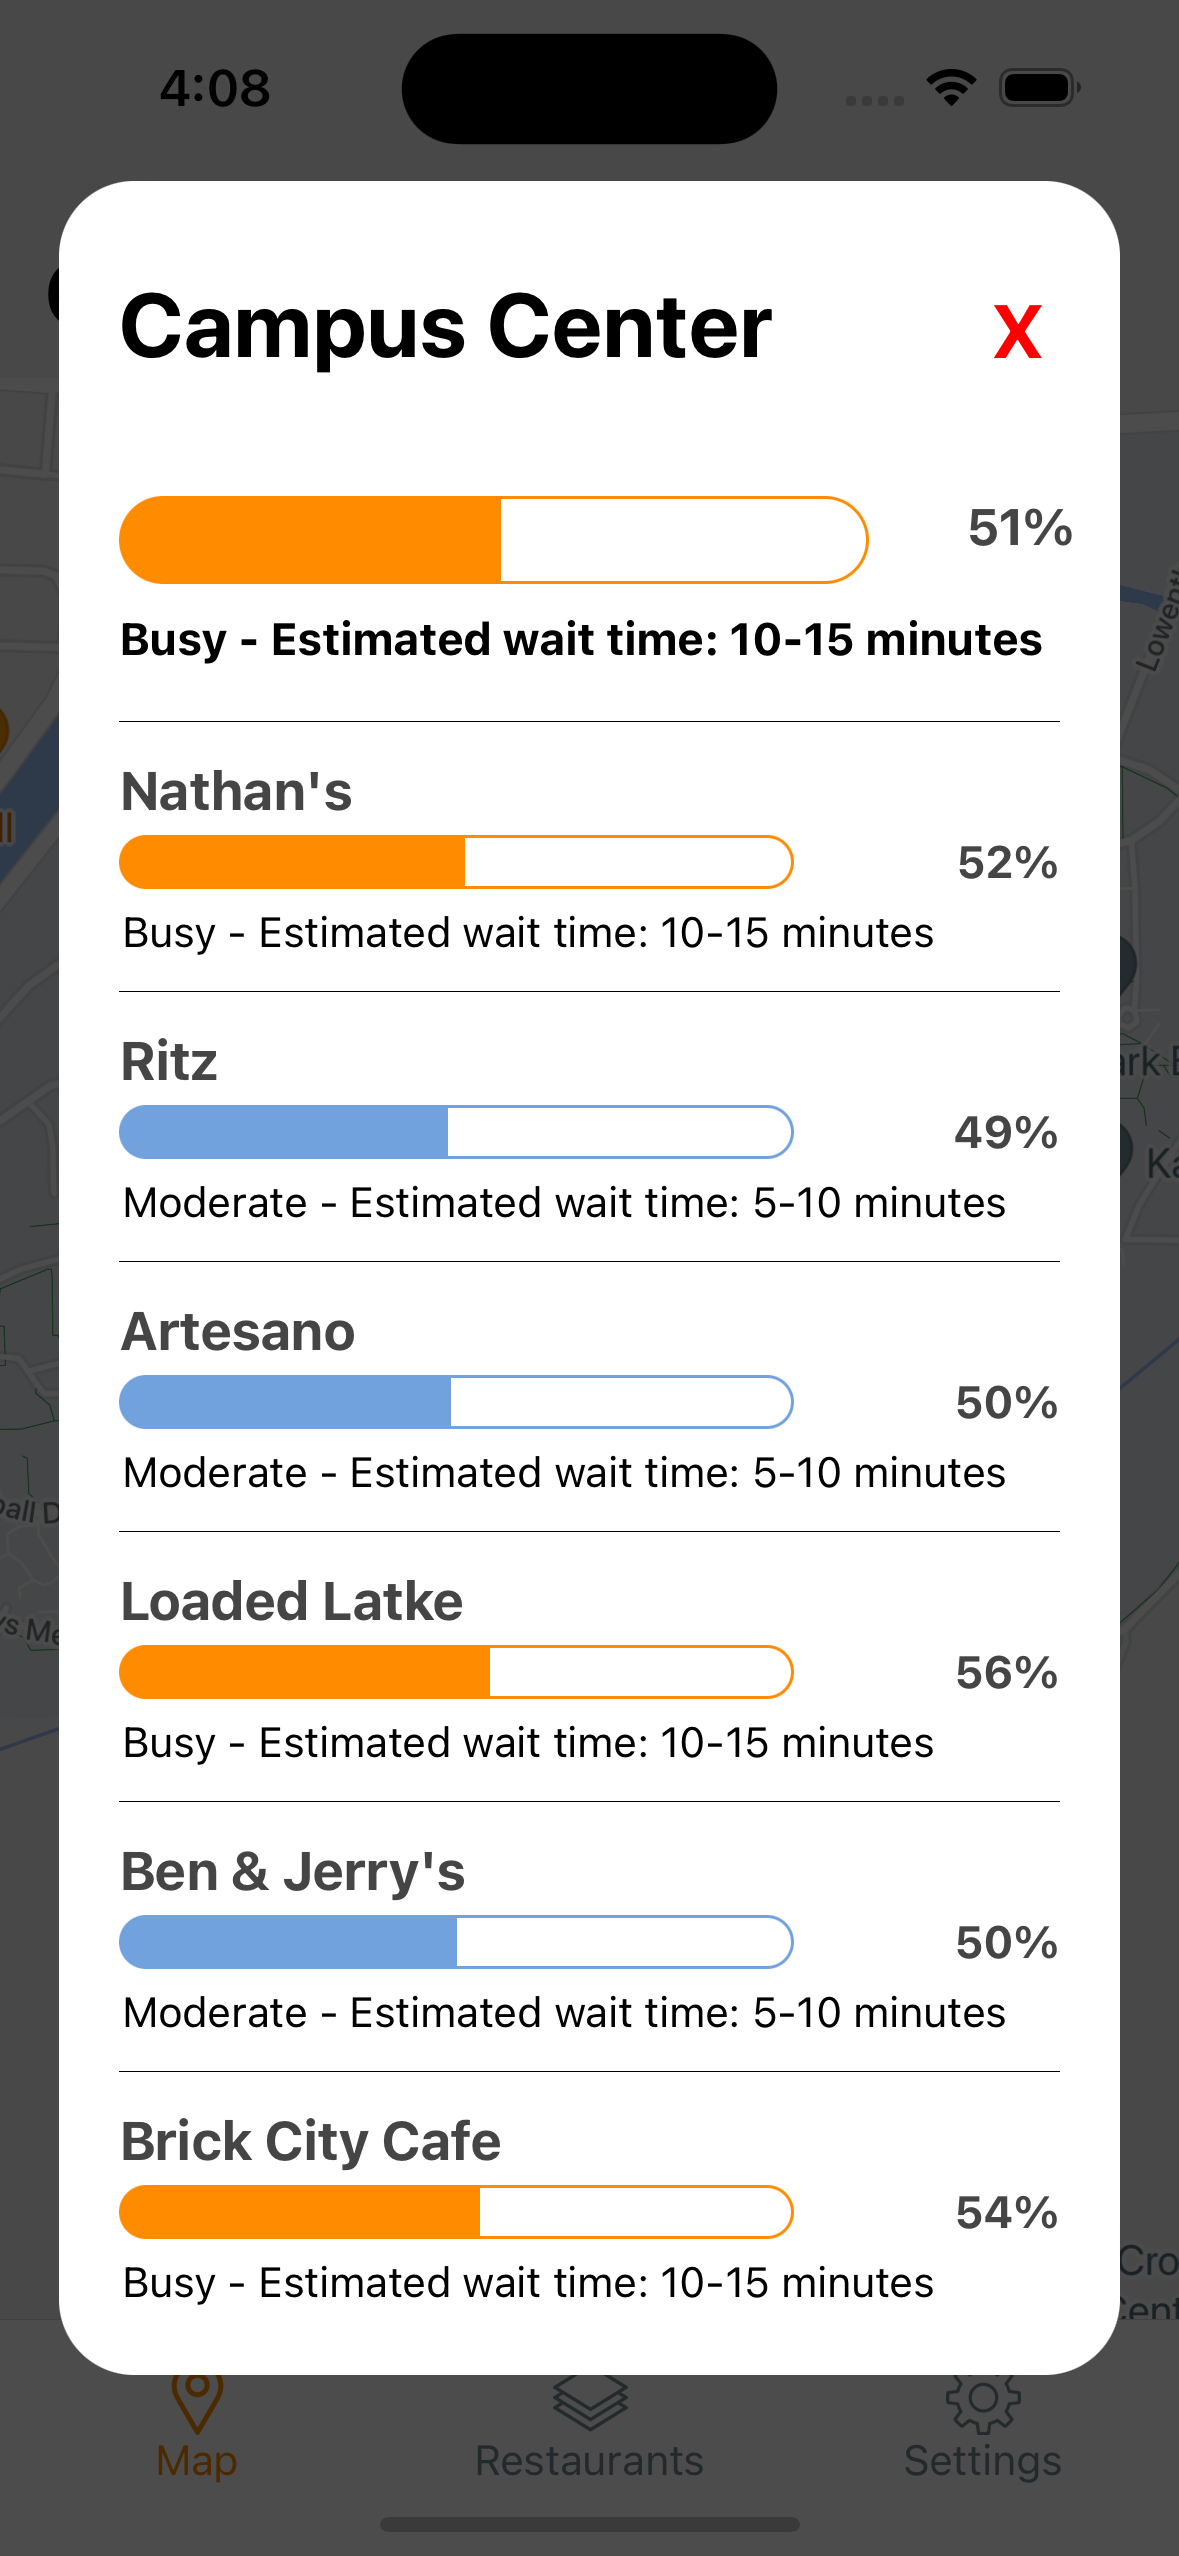 4:08
Campus Center
X
51%
Busy - Estimated wait time: 10-15 minutes
Nathan's
52%
Busy - Estimated wait time: 10-15 minutes
Ritz
49%
Moderate - Estimated wait time: 5-10 minutes
Artesano
50%
Moderate - Estimated wait time: 5-10 minutes
Loaded Latke
56%
Busy - Estimated wait time: 10-15 minutes
Ben & Jerry's
50%
Moderate - Estimated wait time: 5-10 minutes
Brick City Cafe
54%
Busy - Estimated wait time: 10-15 minutes
Map
Restaurants
Settings